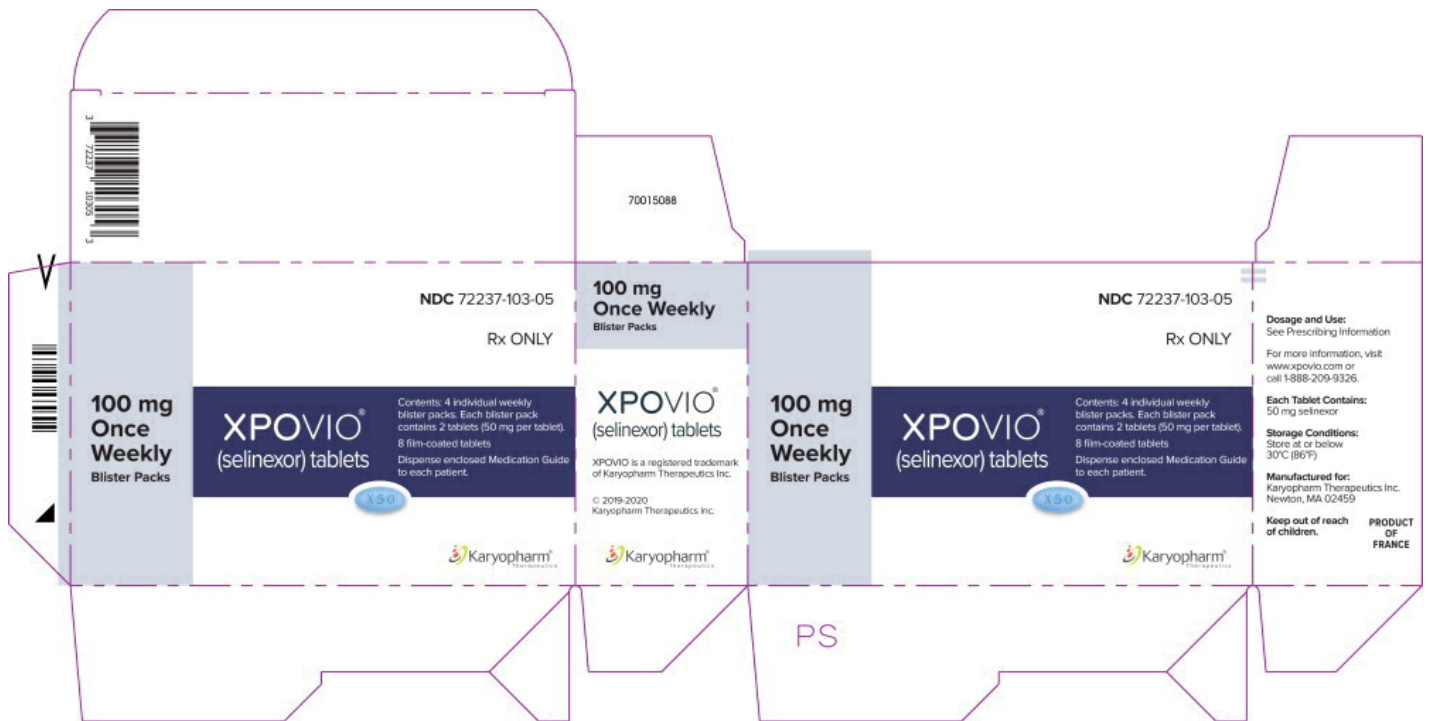 3 72237 10305 3
70015088
NDC 72237-103-05
Rx ONLY
100 mg
Once
Weekly
Blister Packs
XPOVIO®
(selinexor) tablets
Contents: 4 individual weekly
blister packs. Each blister pack
contains 2 tablets (50 mg per tablet).
8 film-coated tablets
Dispense enclosed Medication Guide
to each patient.
X50
Karyopharm®
Therapeutics
100 mg
Once Weekly
Blister Packs
XPOVIO®
(selinexor) tablets
XPOVIO is a registered trademark
of Karyopharm Therapeutics Inc.
© 2019-2020
Karyopharm Therapeutics Inc.
Karyopharm®
Therapeutics
NDC 72237-103-05
Rx ONLY
100 mg
Once
Weekly
Blister Packs
XPOVIO®
(selinexor) tablets
Contents: 4 individual weekly
blister packs. Each blister pack
contains 2 tablets (50 mg per tablet).
8 film-coated tablets
Dispense enclosed Medication Guide
to each patient.
X50
Karyopharm®
Therapeutics
Dosage and Use:
See Prescribing Information
For more information, visit
www.xpovio.com or
call 1-888-209-9326.
Each Tablet Contains:
50 mg selinexor
Storage Conditions:
Store at or below
30°C (86°F)
Manufactured for:
Karyopharm Therapeutics Inc.
Newton, MA 02459
Keep out of reach
of children.
PRODUCT
OF
FRANCE
PS